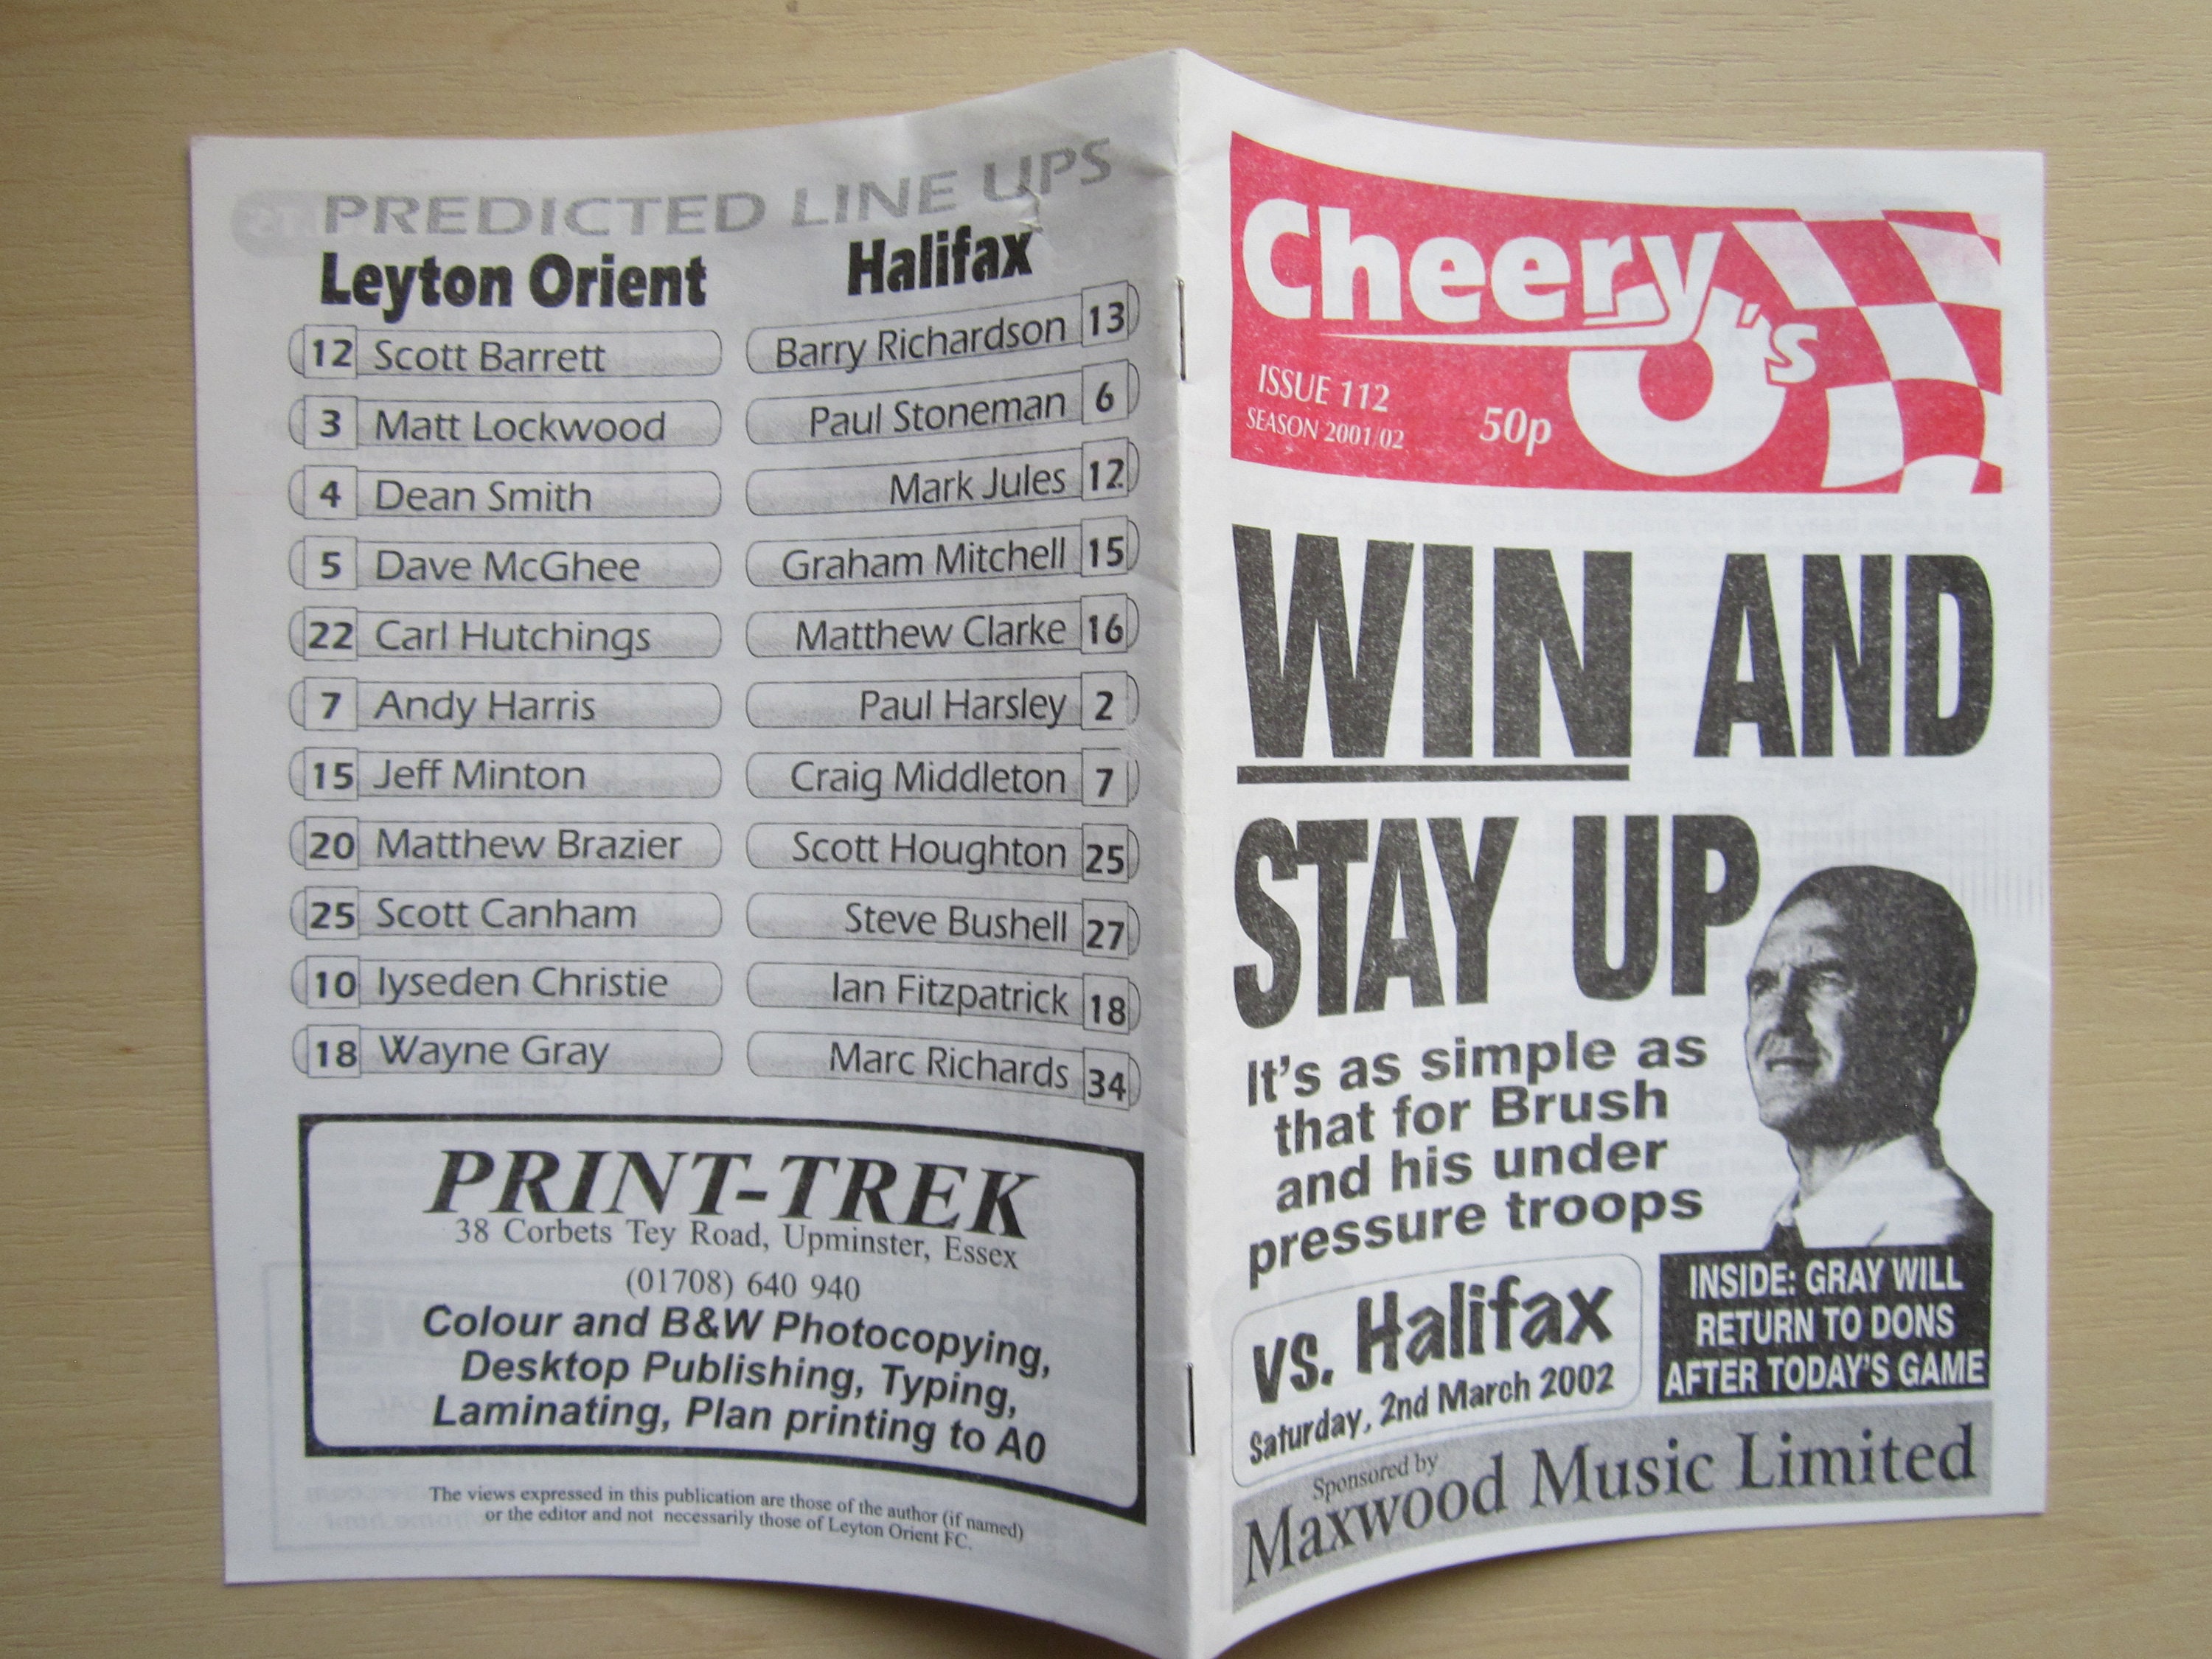 PREDICTED LINE UPS
Leyton Orient
12 Scott Barrett
3 Matt Lockwood
4 Dean Smith
5 Dave McGhee
22 Carl Hutchings
7 Andy Harris
15 Jeff Minton
20 Matthew Brazier
25 Scott Canham
10 Iyseden Christie
18 Wayne Gray
Halifax
Barry Richardson 13
Paul Stoneman 6
Mark Jules 12
Graham Mitchell 15
Matthew Clarke 16
Paul Harsley 2
Craig Middleton 7
Scott Houghton 25
Steve Bushell 27
Ian Fitzpatrick 18
Marc Richards 34
PRINT-TREK
38 Corbets Tey Road, Upminster, Essex
(01708) 640 940
Colour and B&W Photocopying,
Desktop Publishing, Typing,
Laminating, Plan printing to A0
The views expressed in this publication are those of the author (if named)
or the editor and not necessarily those of Leyton Orient FC.
Cheery
O's
ISSUE 112
SEASON 2001/02
50p
WIN AND
STAY UP
It's as simple as
that for Brush
and his under
pressure troops
vs. Halifax
Saturday, 2nd March 2002
INSIDE: GRAY WILL
RETURN TO DONS
AFTER TODAY'S GAME
Sponsored by
Maxwood Music Limited